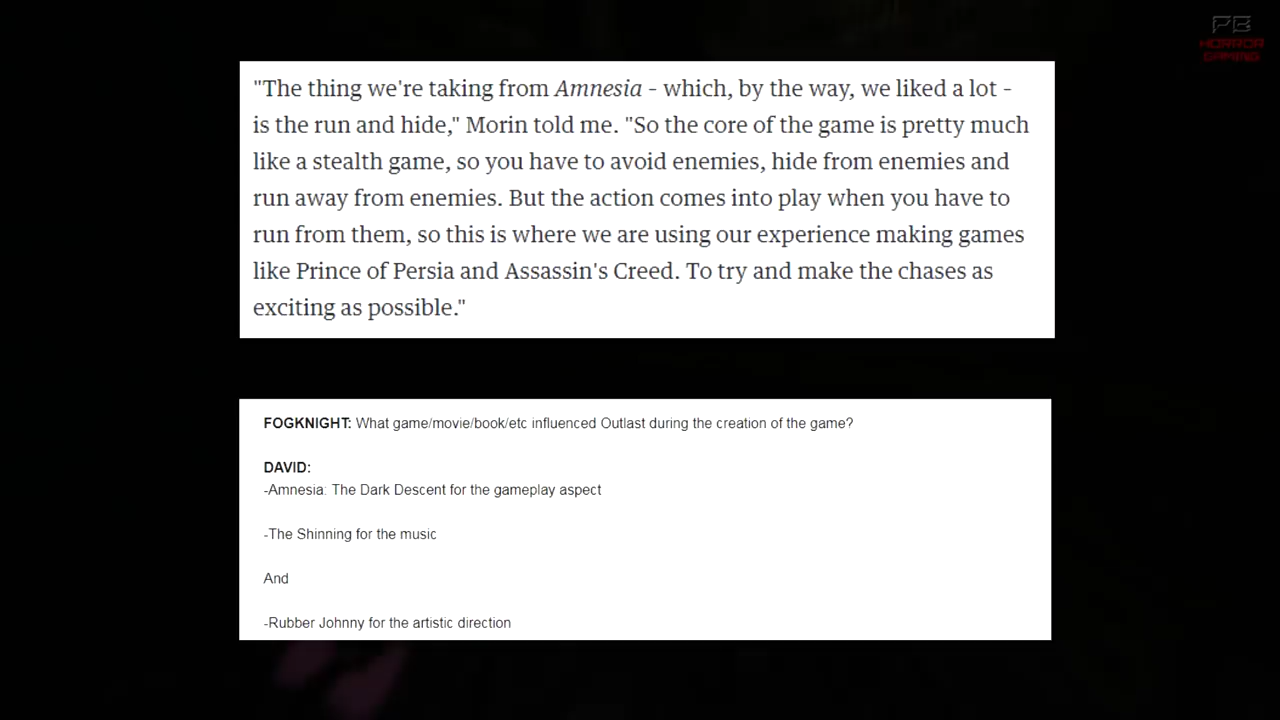 PB
HORROR
GAMING
"The thing we're taking from Amnesia - which, by the way, we liked a lot -
is the run and hide," Morin told me. "So the core of the game is pretty much
like a stealth game, so you have to avoid enemies, hide from enemies and
run away from enemies. But the action comes into play when you have to
run from them, so this is where we are using our experience making games
like Prince of Persia and Assassin's Creed. To try and make the chases as
exciting as possible."
FOGKNIGHT: What game/movie/book/etc influenced Outlast during the creation of the game?
DAVID:
-Amnesia: The Dark Descent for the gameplay aspect
-The Shinning for the music
And
-Rubber Johnny for the artistic direction